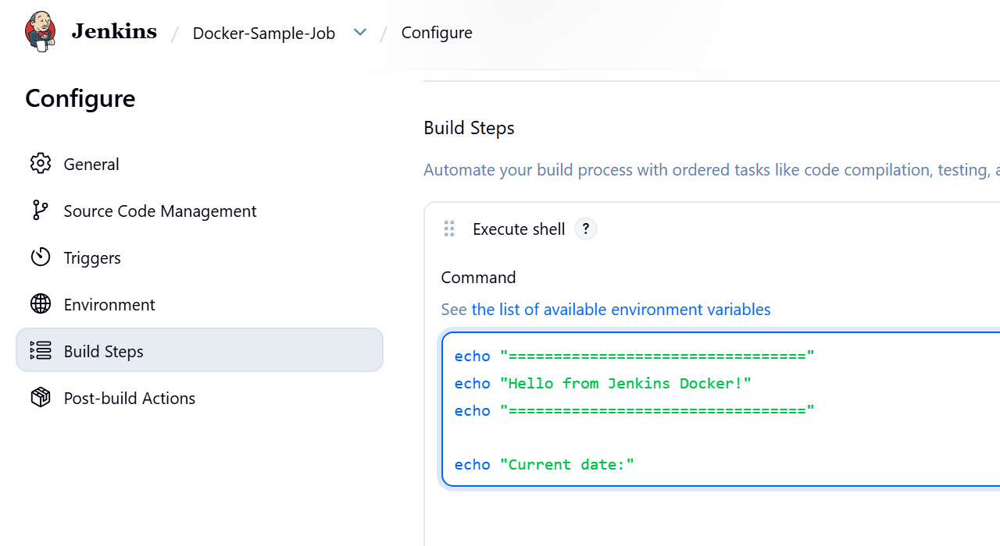 Jenkins / Docker-Sample-Job / Configure
Configure
General
Source Code Management
Triggers
Environment
Build Steps
Post-build Actions
Build Steps
Automate your build process with ordered tasks like code compilation, testing,
Execute shell ?
Command
See the list of available environment variables
echo "================================="
echo "Hello from Jenkins Docker!"
echo "================================="
echo "Current date:"